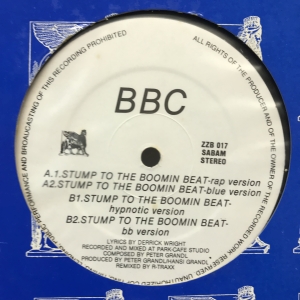 ALL RIGHTS OF THE PRODUCER AND OF THE OWNER OF THE RECORDED WORK RESERVED
PERFORMANCE AND BROADCASTING OF THIS RECORDING PROHIBITED
BBC
ZZB 017
SABAM
STEREO
A.1.STUMP TO THE BOOMIN BEAT-rap version
A2.STUMP TO THE BOOMIN BEAT-blue version
B1.STUMP TO THE BOOMIN BEAT-
hypnotic version
B2.STUMP TO THE BOOMIN BEAT-
bb version
LYRICS BY DERRICK WRIGHT
RECORDED AND MIXED AT PARK-CAFE STUDIO
COMPOSED BY PETER GRANDL
PRODUCED BY PETER GRANDL/HANSI GRANDL
REMIXED BY R-TRAXX